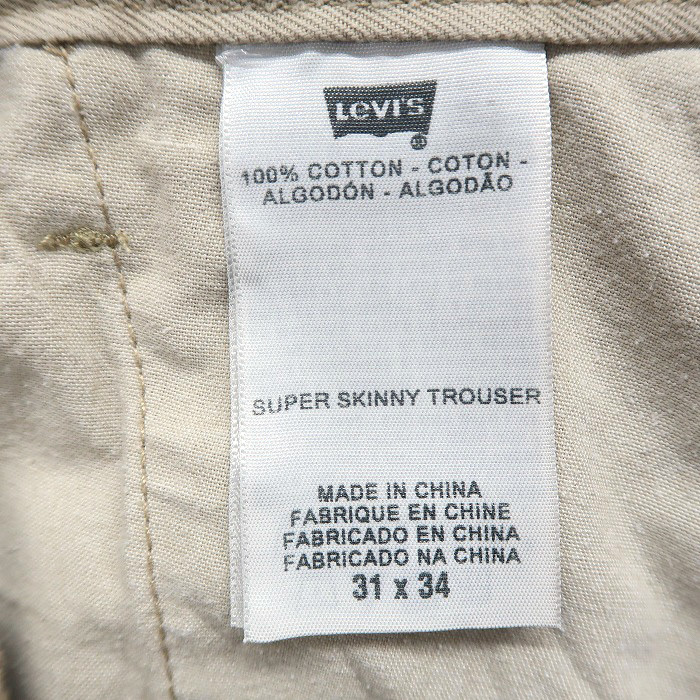 LEVI'S
100% COTTON - COTON -
ALGODÓN - ALGODÃO
SUPER SKINNY TROUSER
MADE IN CHINA
FABRIQUE EN CHINE
FABRICADO EN CHINA
FABRICADO NA CHINA
31 x 34